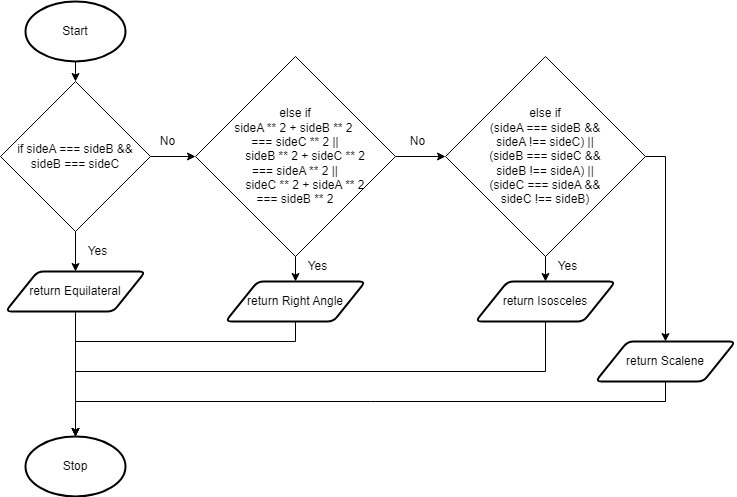 Start
if sideA === sideB &&
sideB === sideC
No
else if
sideA ** 2 + sideB ** 2
=== sideC ** 2 ||
sideB ** 2 + sideC ** 2
=== sideA ** 2 ||
sideC ** 2 + sideA ** 2
=== sideB ** 2
No
else if
(sideA === sideB &&
sideA !== sideC) ||
(sideB === sideC &&
sideB !== sideA) ||
(sideC === sideA &&
sideC !== sideB)
Yes
Yes
Yes
return Equilateral
return Right Angle
return Isosceles
return Scalene
Stop